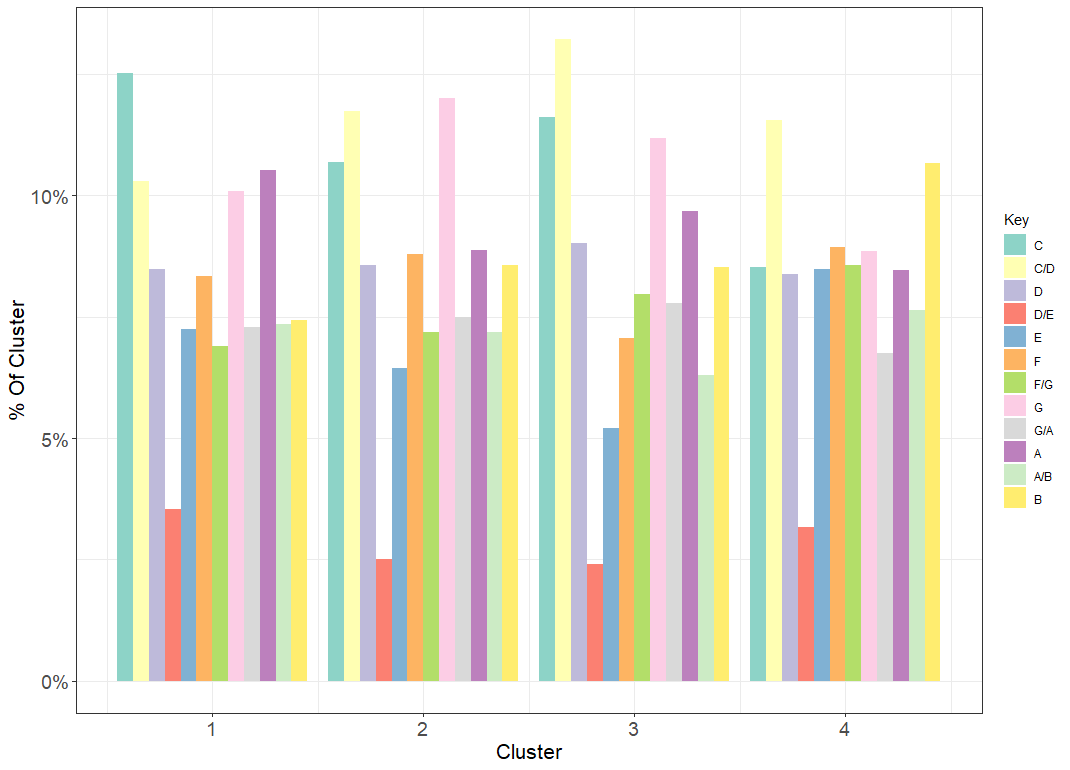 % Of Cluster
10%
5%
0%
1 2 3 4
Cluster
Key
C
C/D
D
D/E
E
F
F/G
G
G/A
A
A/B
B